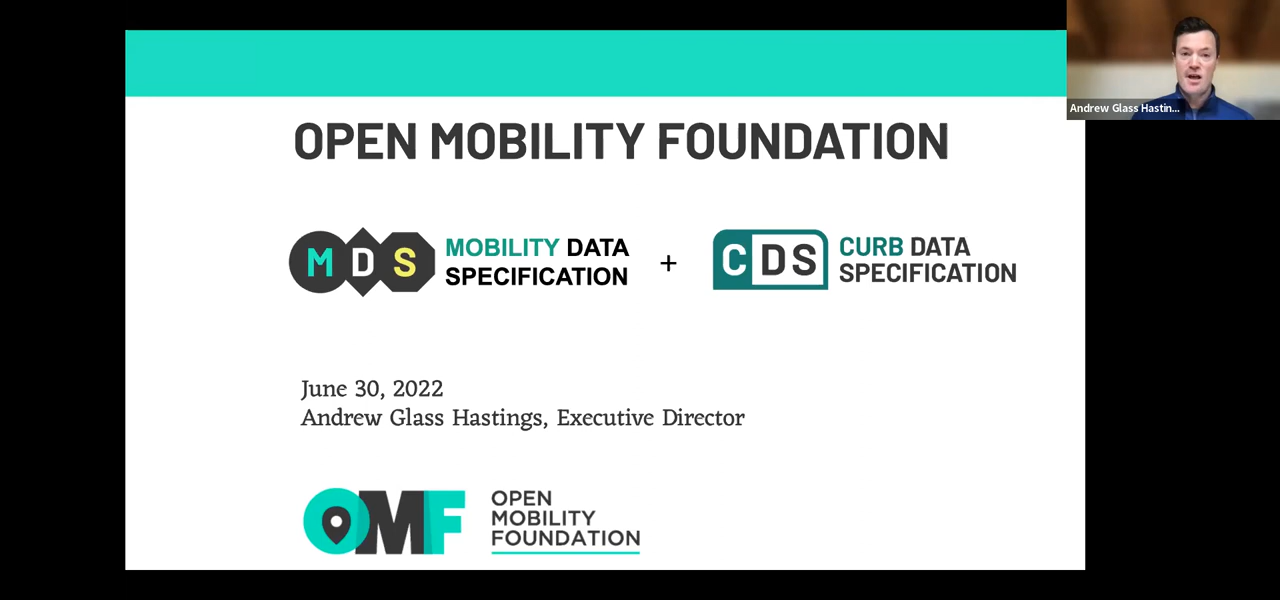 OPEN MOBILITY FOUNDATION
MDS
MOBILITY DATA
SPECIFICATION
+
CDS
CURB DATA
SPECIFICATION
June 30, 2022
Andrew Glass Hastings, Executive Director
OMF
OPEN
MOBILITY
FOUNDATION
Andrew Glass Hastin...